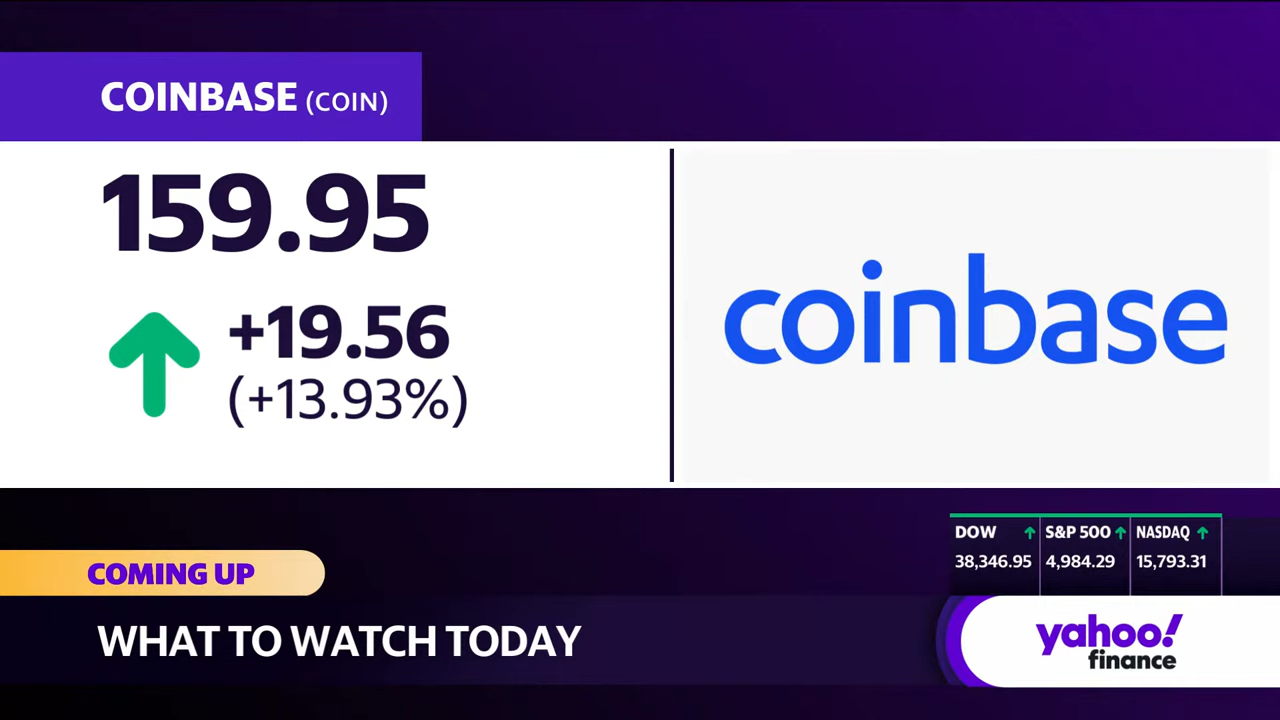 COINBASE (COIN)
159.95
+19.56
(+13.93%)
coinbase
COMING UP
WHAT TO WATCH TODAY
DOW
38,346.95
S&P 500
4,984.29
NASDAQ
15,793.31
yahoo!
finance